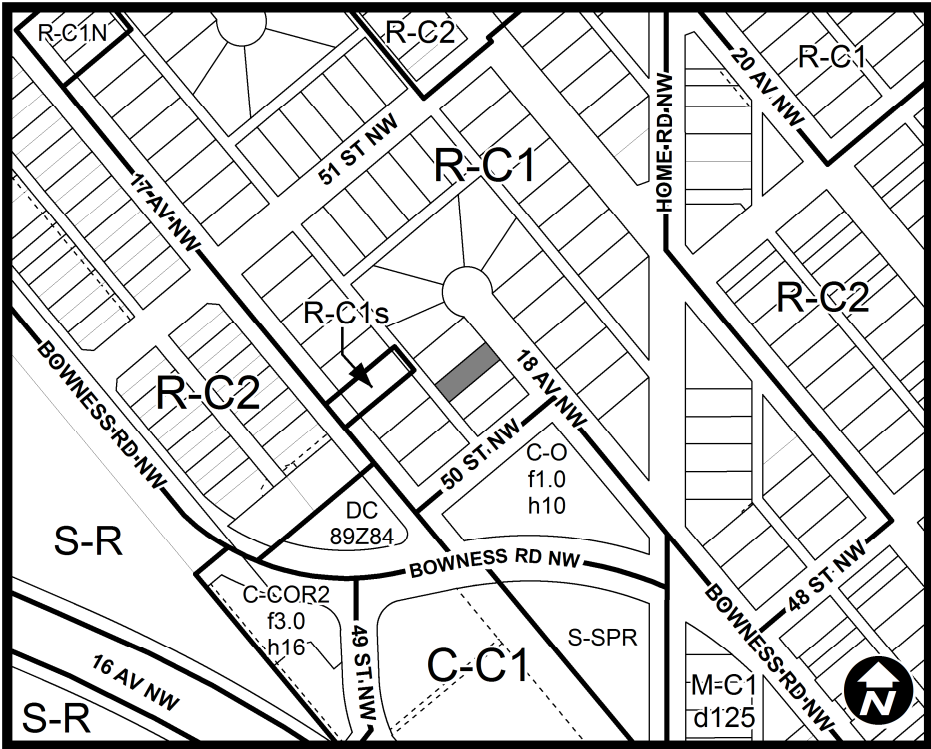 R-C1N
R-C2
R-C1
20 AV NW
HOME RD NW
51 ST NW
R-C1
17 AV NW
R-C2
R-C1s
18 AV NW
BOWNESS RD NW
R-C2
50 ST NW
C-O
f1.0
h10
DC
89Z84
S-R
BOWNESS RD NW
48 ST NW
C-COR2
f3.0
h16
BOWNESS RD NW
49 ST NW
S-SPR
C-C1
16 AV NW
M-C1
d125
S-R
N